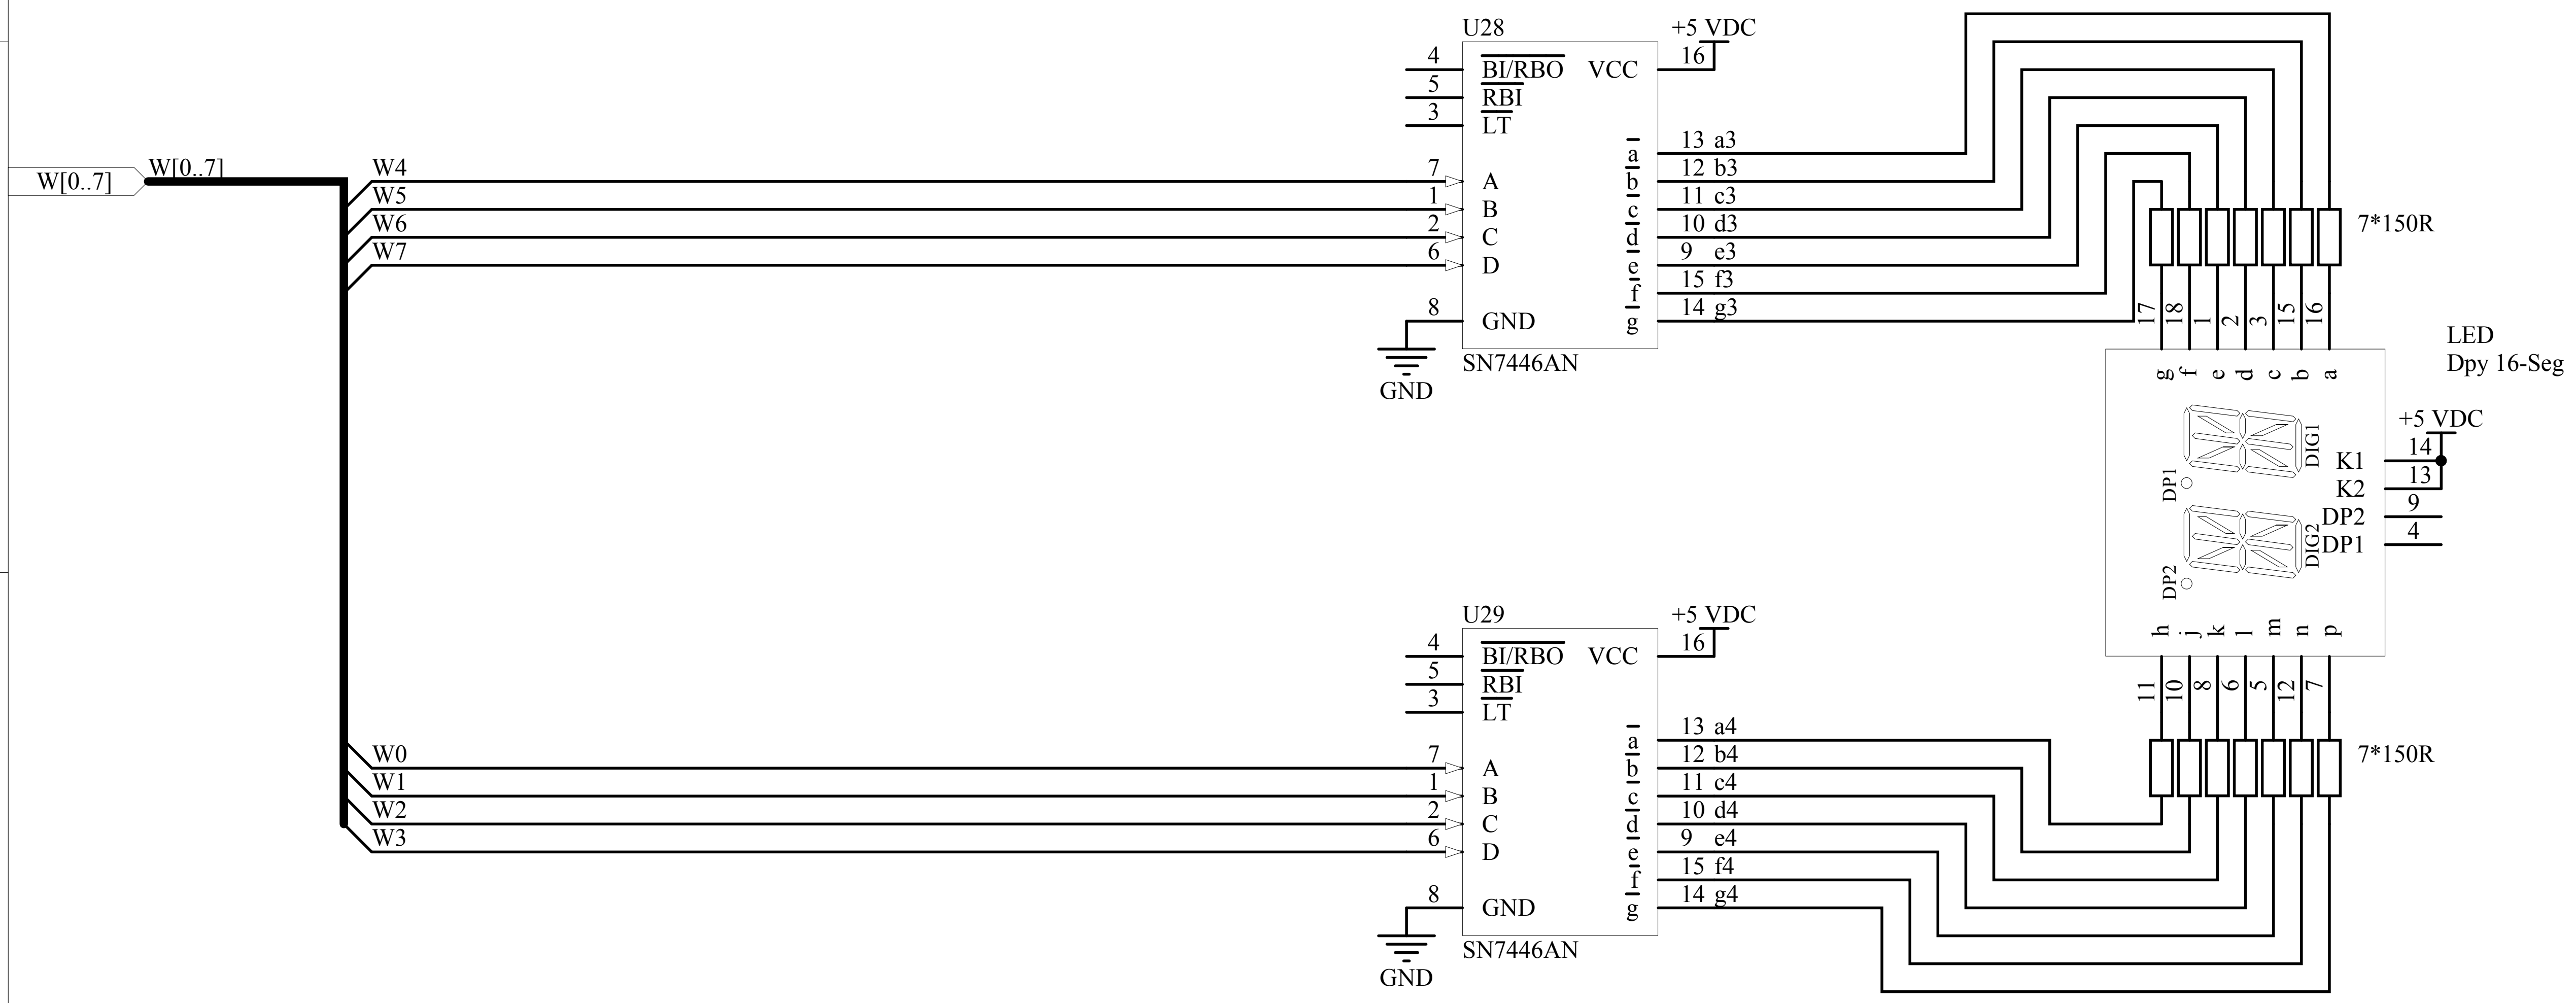 W[0..7]
W[0..7]
W4
W5
W6
W7
W0
W1
W2
W3
U28
+5 VDC
4 BI/RBO VCC 16
5 RBI
3 LT
a 13 a3
7 A b 12 b3
1 B c 11 c3
2 C d 10 d3
6 D e 9 e3
f 15 f3
8 GND g 14 g3
SN7446AN
GND
7*150R
17 18 1 2 3 15 16
LED
Dpy 16-Seg
g f e d c b a
+5 VDC
DIG1
DP1
K1 14
K2 13
DP2 9
DP1 4
DIG2
DP2
h j k l m n p
11 10 8 6 5 12 7
7*150R
U29
+5 VDC
4 BI/RBO VCC 16
5 RBI
3 LT
a 13 a4
7 A b 12 b4
1 B c 11 c4
2 C d 10 d4
6 D e 9 e4
f 15 f4
8 GND g 14 g4
SN7446AN
GND